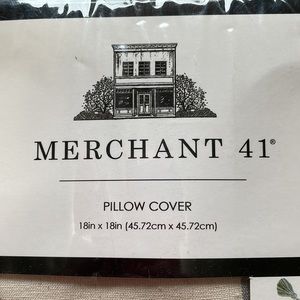 MERCHANT 41®
PILLOW COVER
18in x 18in (45.72cm x 45.72cm)